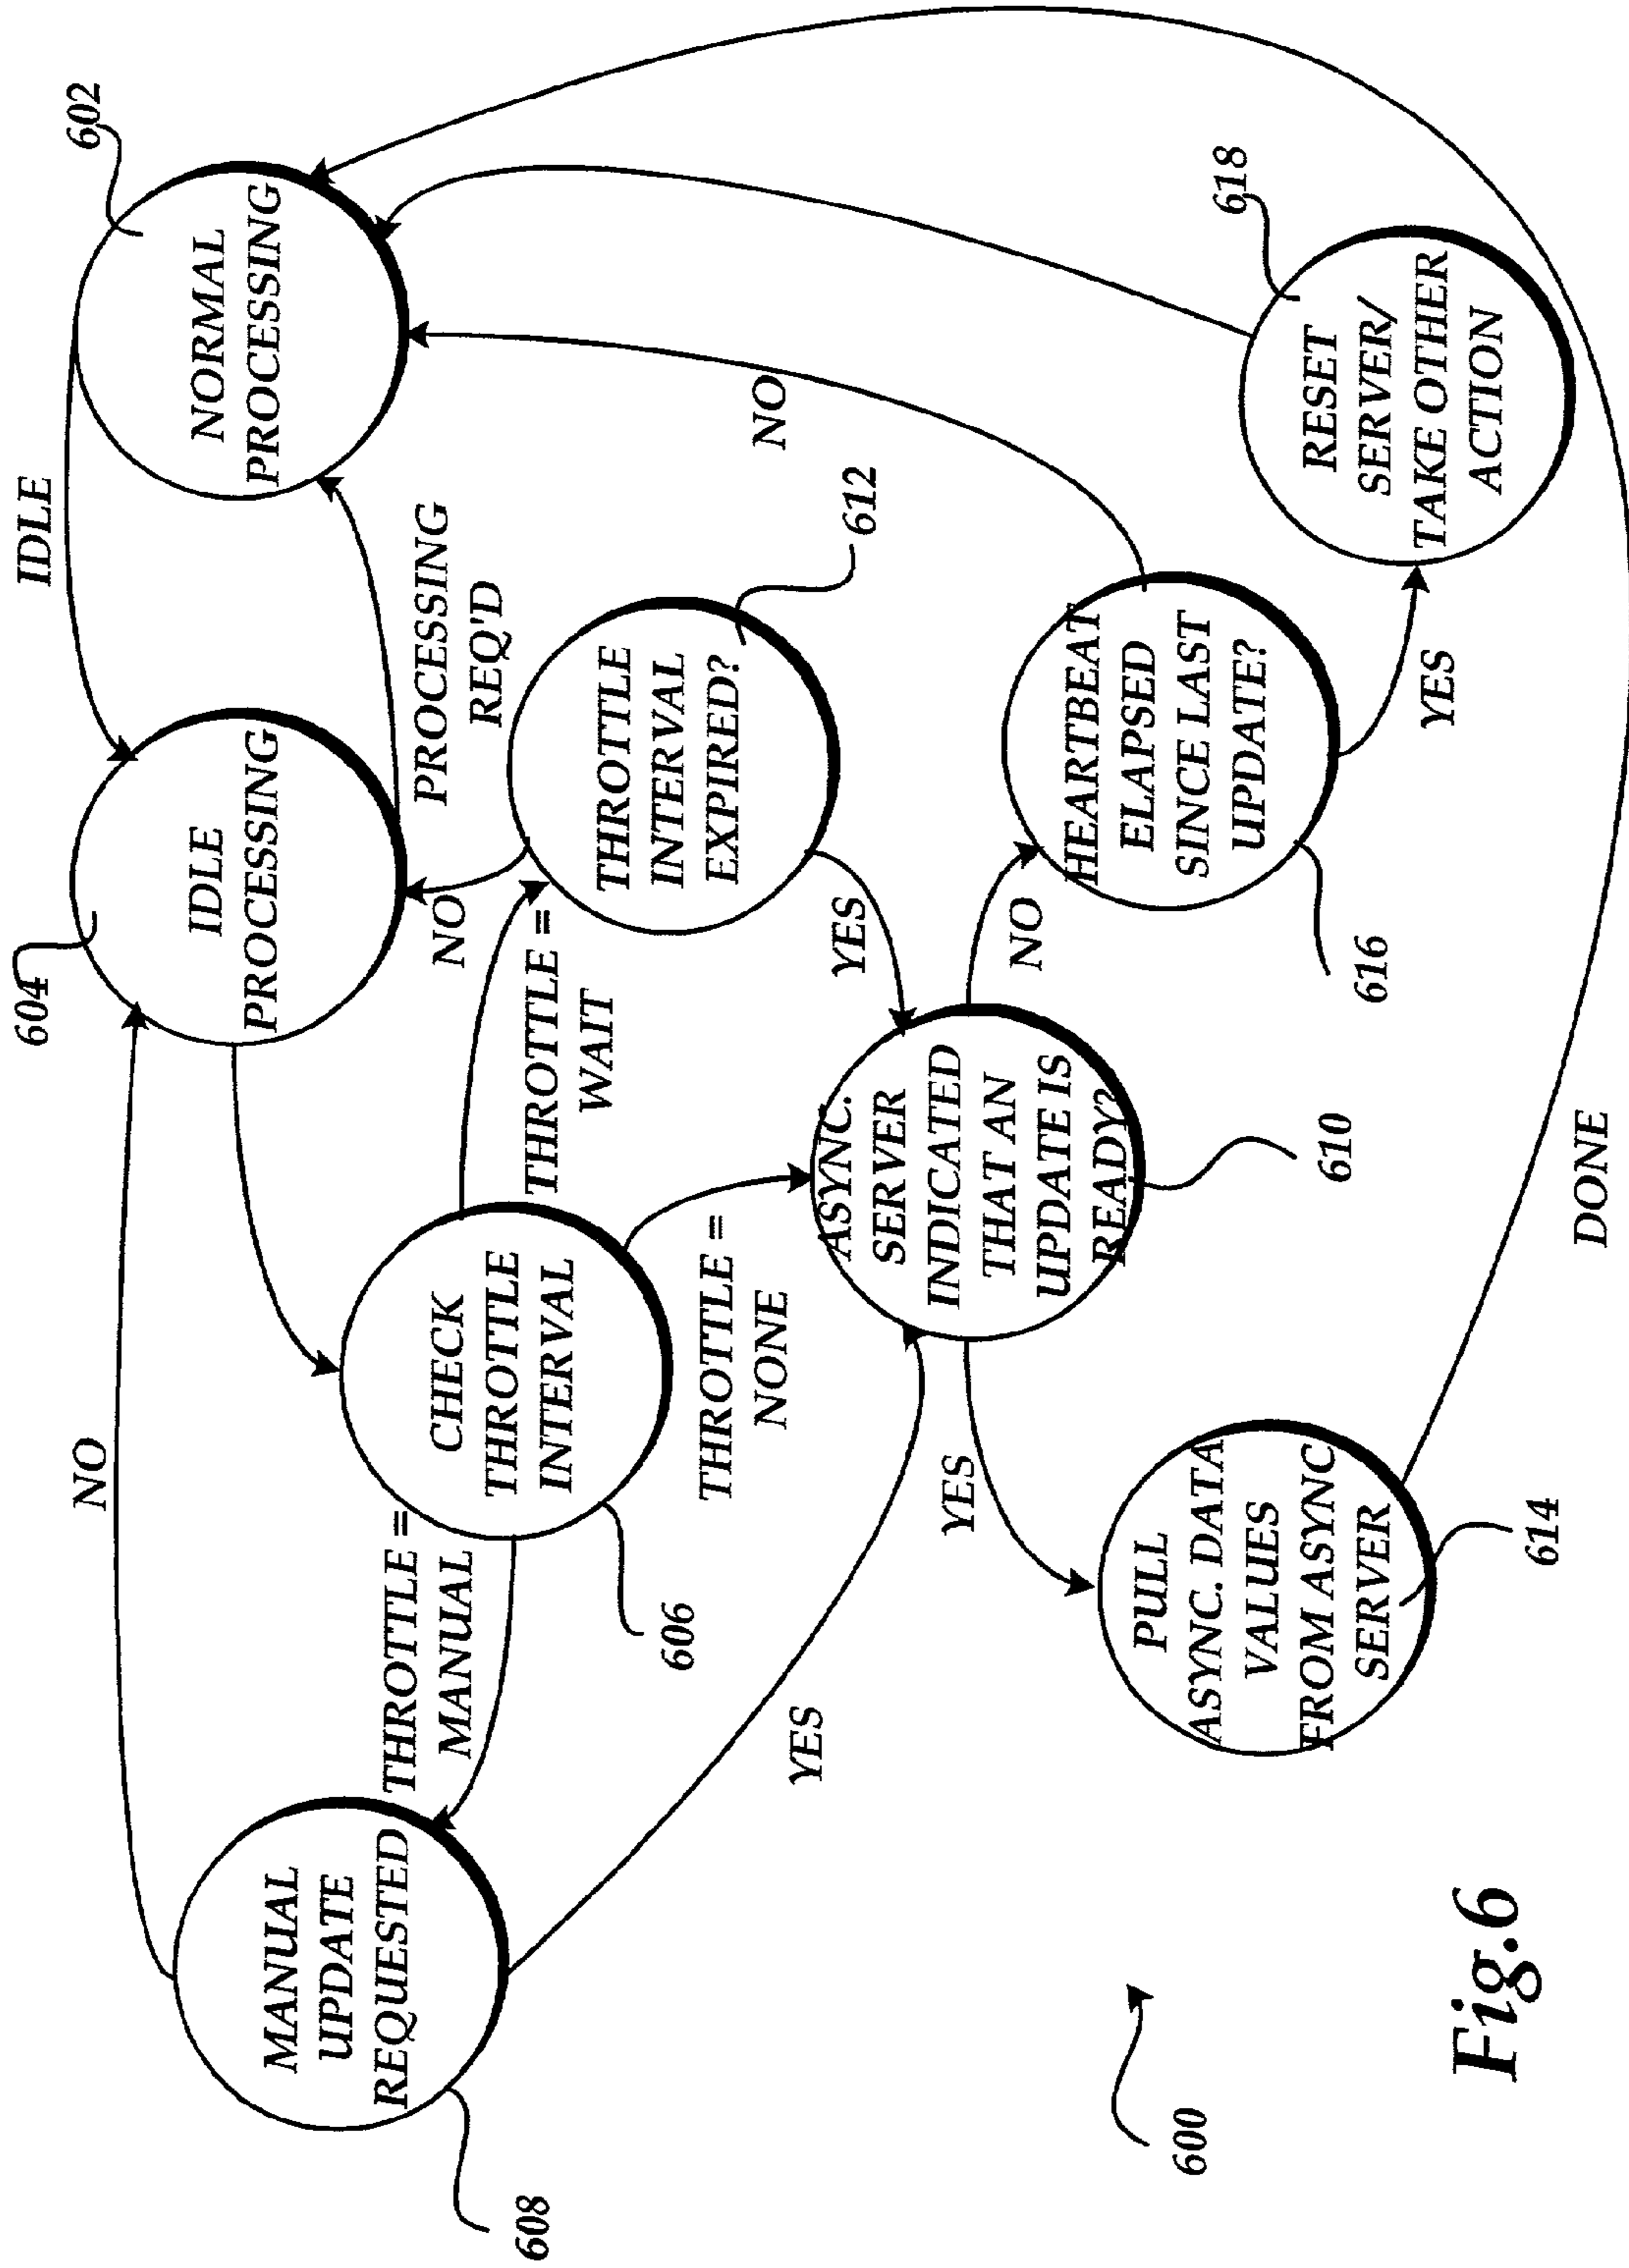 602
NORMAL
PROCESSING
IDLE
604
IDLE
PROCESSING
PROCESSING
REQ'D
NO
CHECK
THROTTLE
INTERVAL
606
THROTTLE =
MANUAL
MANUAL
UPDATE
REQUESTED
608
NO
YES
THROTTLE =
WAIT
THROTTLE
INTERVAL
EXPIRED?
612
NO
YES
THROTTLE =
NONE
ASYNC.
SERVER
INDICATED
THAT AN
UPDATE IS
READY?
610
YES
NO
HEARTBEAT
ELAPSED
SINCE LAST
UPDATE?
616
YES
RESET
SERVER/
TAKE OTHER
ACTION
618
PULL
ASYNC. DATA
VALUES
FROM ASYNC
SERVER
614
DONE
600
Fig.6